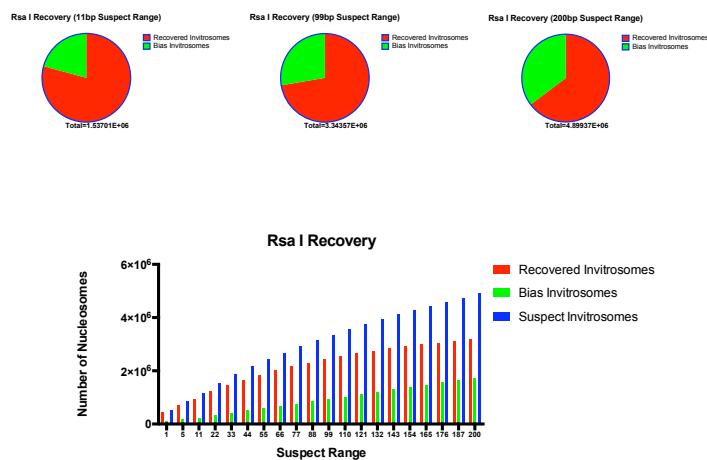 Rsa I Recovery (11bp Suspect Range)
Recovered Invitrosomes
Bias Invitrosomes
Total=1.53701E+06
Rsa I Recovery (99bp Suspect Range)
Recovered Invitrosomes
Bias Invitrosomes
Total=3.34357E+06
Rsa I Recovery (200bp Suspect Range)
Recovered Invitrosomes
Bias Invitrosomes
Total=4.89937E+06
Rsa I Recovery
Number of Nucleosomes
6×10⁶
4×10⁶
2×10⁶
0
1 5 11 22 33 44 55 66 77 88 99 110 121 132 143 154 165 176 187 200
Suspect Range
Recovered Invitrosomes
Bias Invitrosomes
Suspect Invitrosomes